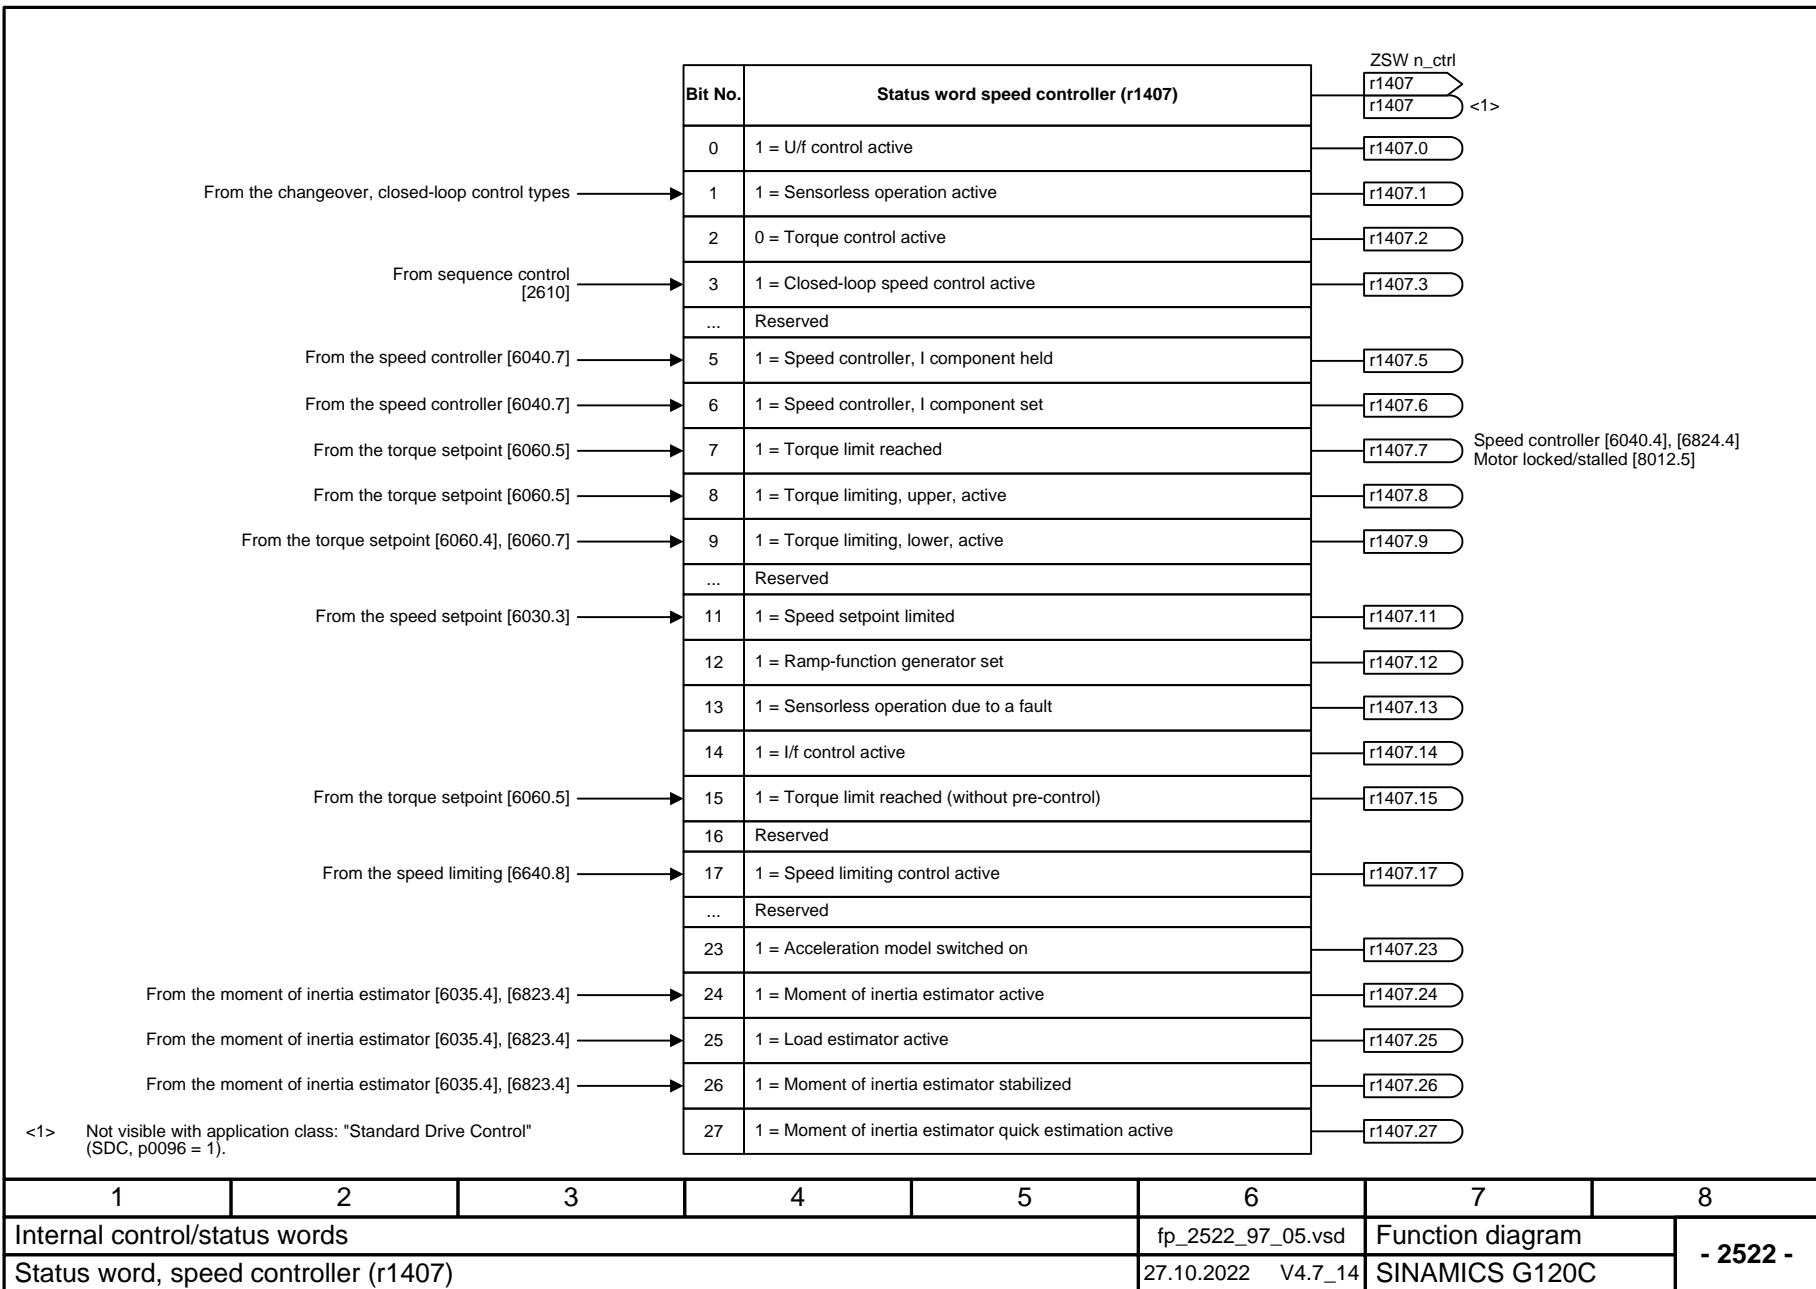 ZSW n_ctrl
Bit No. Status word speed controller (r1407) r1407
r1407 <1>
0 1 = U/f control active r1407.0
From the changeover, closed-loop control types 1 1 = Sensorless operation active r1407.1
2 0 = Torque control active r1407.2
From sequence control
[2610] 3 1 = Closed-loop speed control active r1407.3
... Reserved
From the speed controller [6040.7] 5 1 = Speed controller, I component held r1407.5
From the speed controller [6040.7] 6 1 = Speed controller, I component set r1407.6
From the torque setpoint [6060.5] 7 1 = Torque limit reached r1407.7 Speed controller [6040.4], [6824.4]
Motor locked/stalled [8012.5]
From the torque setpoint [6060.5] 8 1 = Torque limiting, upper, active r1407.8
From the torque setpoint [6060.4], [6060.7] 9 1 = Torque limiting, lower, active r1407.9
... Reserved
From the speed setpoint [6030.3] 11 1 = Speed setpoint limited r1407.11
12 1 = Ramp-function generator set r1407.12
13 1 = Sensorless operation due to a fault r1407.13
14 1 = I/f control active r1407.14
From the torque setpoint [6060.5] 15 1 = Torque limit reached (without pre-control) r1407.15
16 Reserved
From the speed limiting [6640.8] 17 1 = Speed limiting control active r1407.17
... Reserved
23 1 = Acceleration model switched on r1407.23
From the moment of inertia estimator [6035.4], [6823.4] 24 1 = Moment of inertia estimator active r1407.24
From the moment of inertia estimator [6035.4], [6823.4] 25 1 = Load estimator active r1407.25
From the moment of inertia estimator [6035.4], [6823.4] 26 1 = Moment of inertia estimator stabilized r1407.26
27 1 = Moment of inertia estimator quick estimation active r1407.27
<1> Not visible with application class: "Standard Drive Control"
(SDC, p0096 = 1).
1 2 3 4 5 6 7 8
Internal control/status words fp_2522_97_05.vsd Function diagram
- 2522 -
Status word, speed controller (r1407) 27.10.2022 V4.7_14 SINAMICS G120C